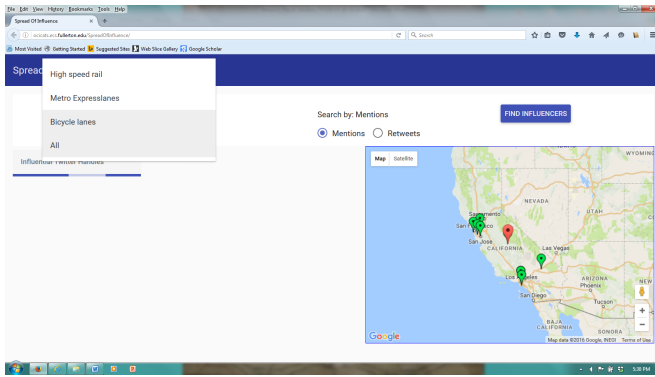 File Edit View History Bookmarks Tools Help
Spread Of Influence × +
ecs.fullerton.edu/SpreadOfInfluence/
Search
Most Visited Getting Started Suggested Sites Web Slice Gallery Google Scholar
Spread
High speed rail
Metro Expresslanes
Bicycle lanes
All
Influential Twitter Handles
Search by: Mentions
FIND INFLUENCERS
Mentions Retweets
Map Satellite
WYOMING
NEVADA
UTAH
Sacramento
San Francisco
San Jose
CALIFORNIA
Las Vegas
Los Angeles
ARIZONA
NEW
Phoenix
San Diego
Tucson
BAJA
CALIFORNIA
SONORA
Google
Map data ©2016 Google, INEGI Terms of Use
5:38 PM